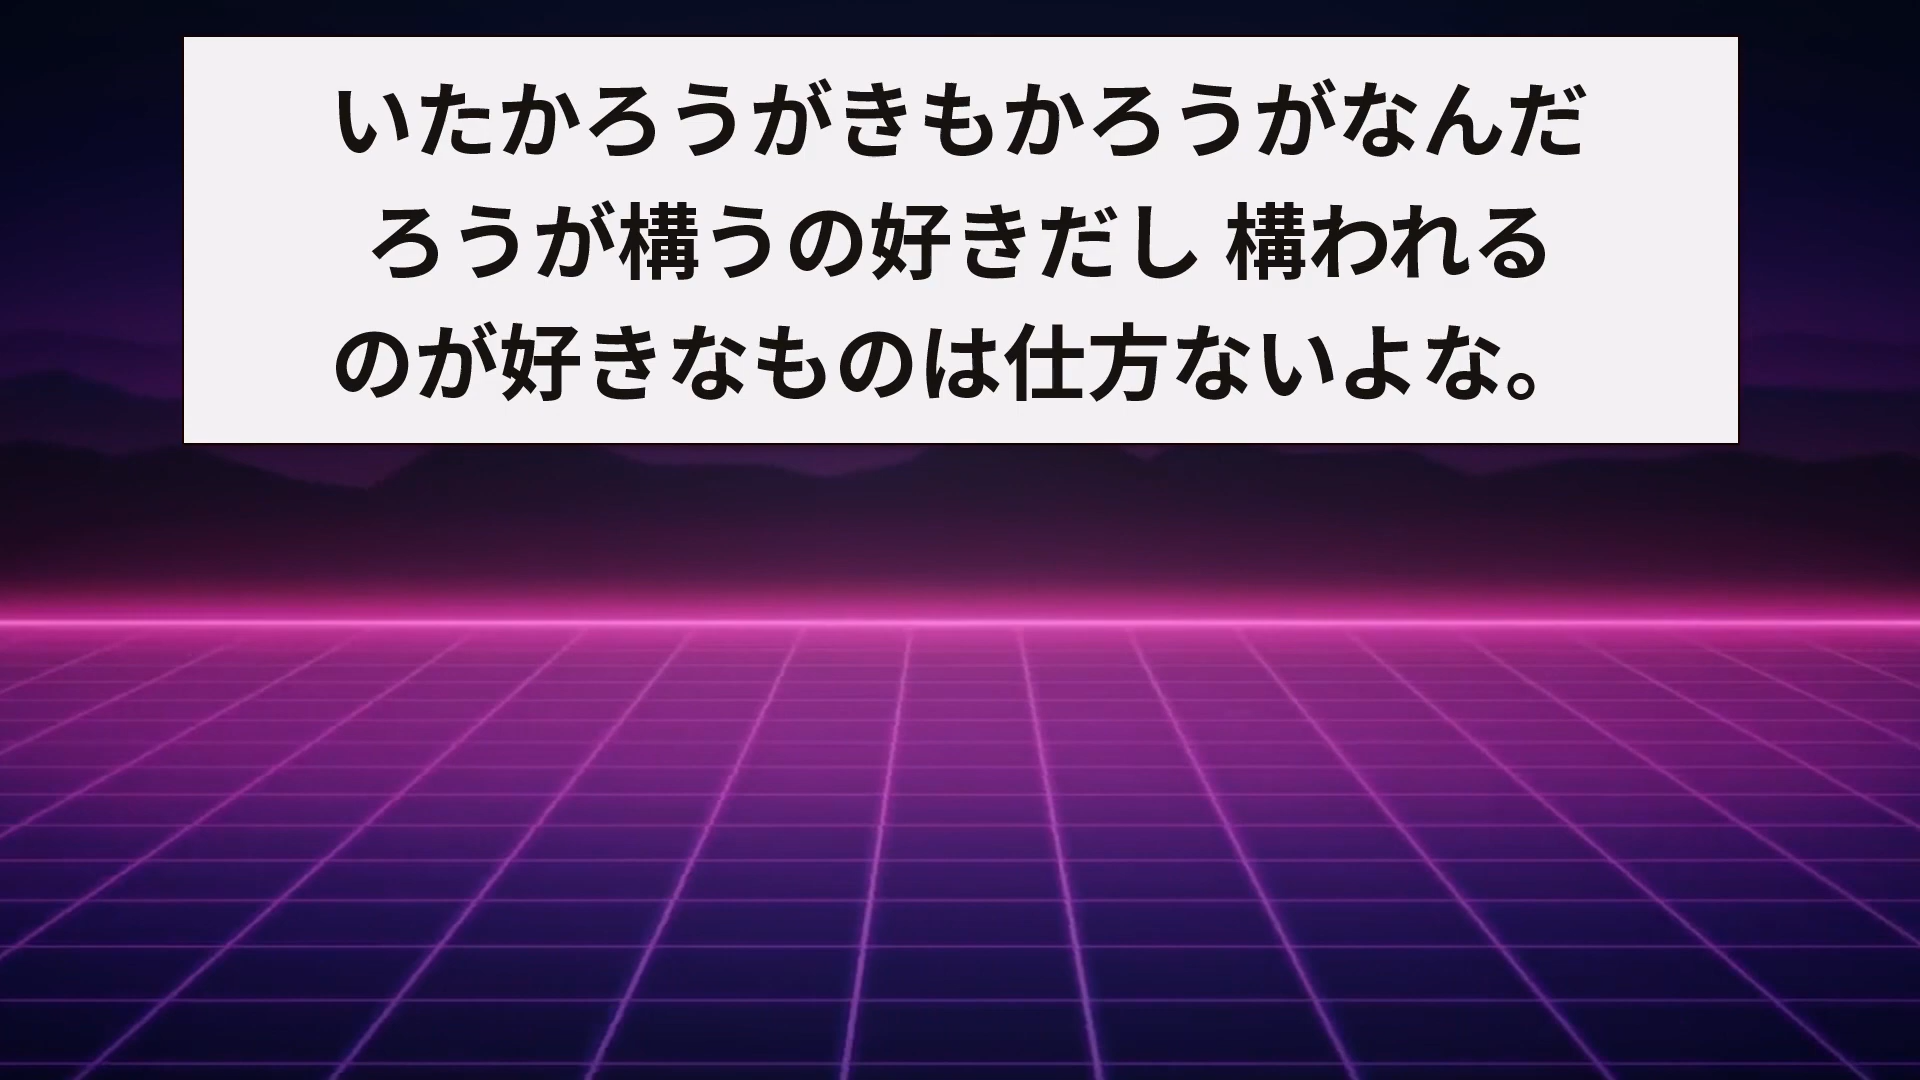 いたかろうがきもかろうがなんだ
ろうが構うの好きだし 構われる
のが好きなものは仕方ないよな。